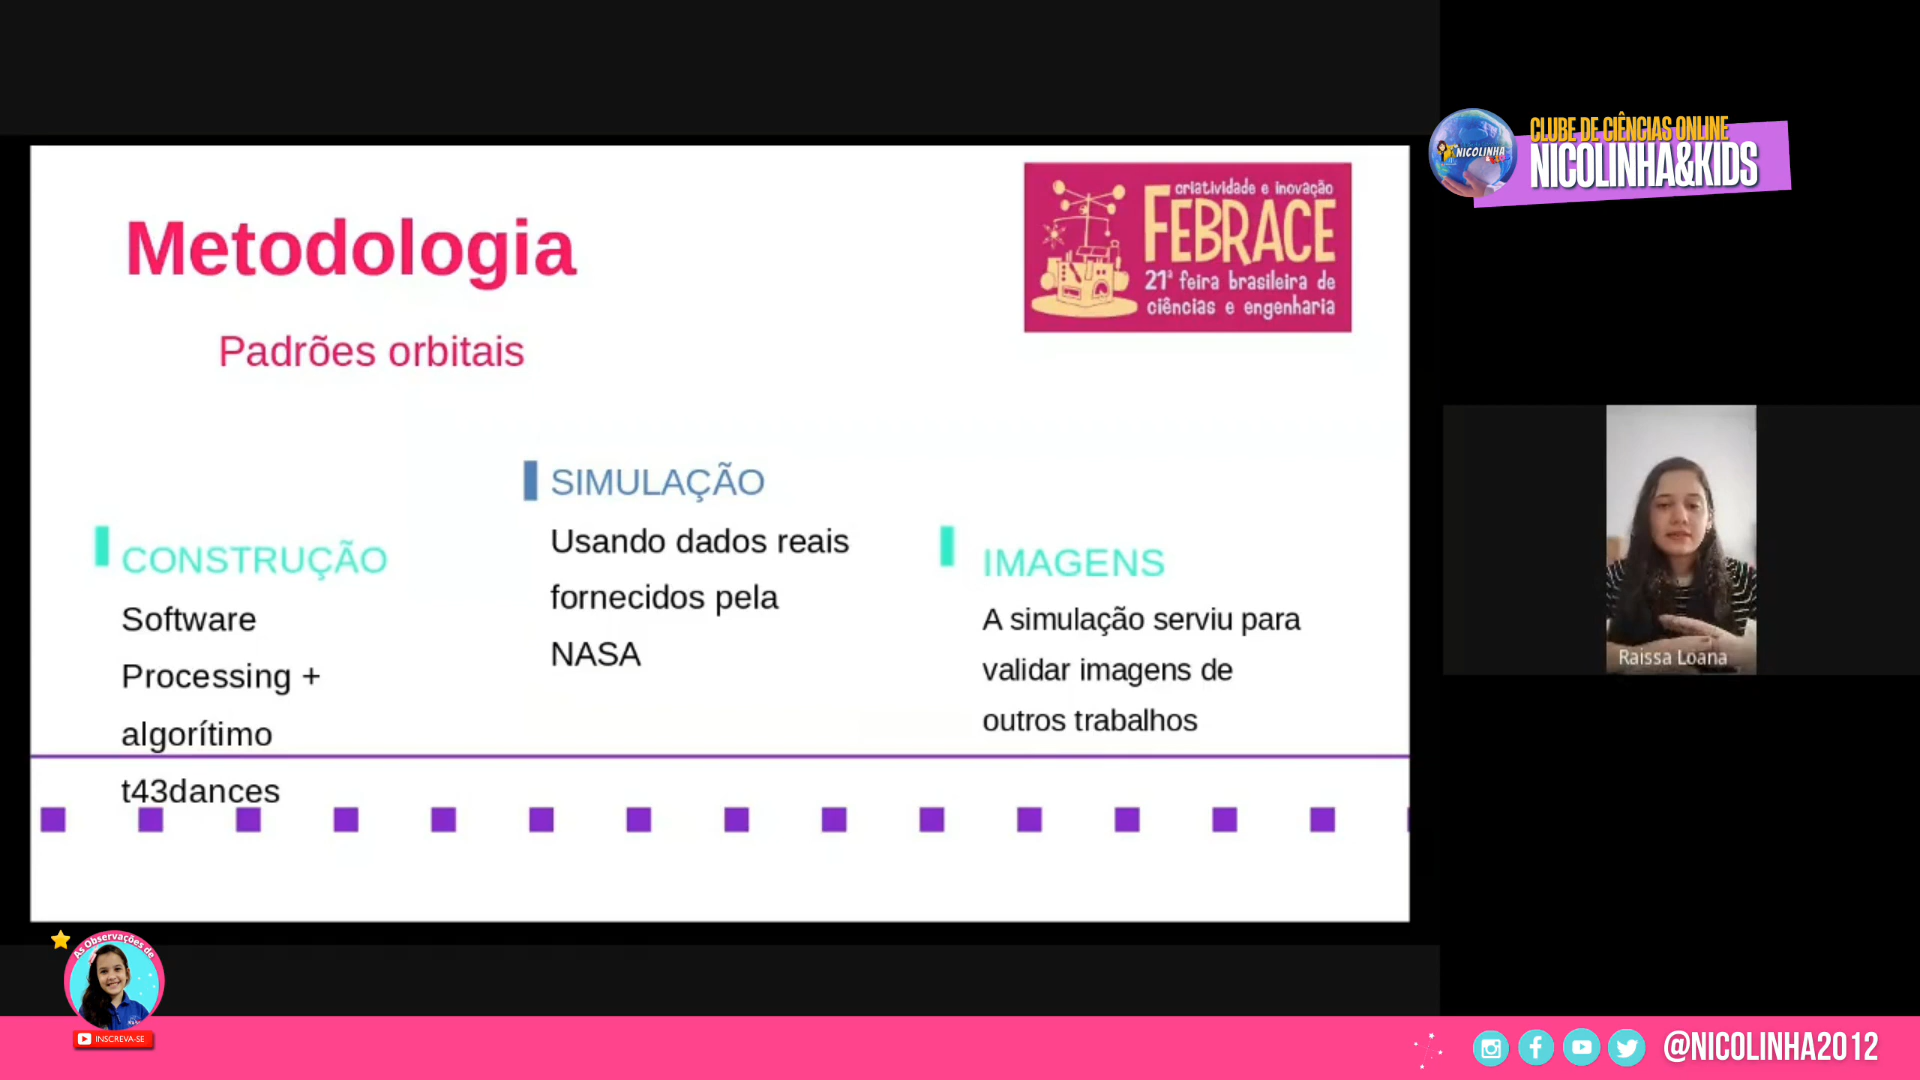 CLUBE DE CIÊNCIAS ONLINE
NICOLINHA&KIDS
NICOLINHA
Metodologia
criatividade e inovação
FEBRACE
21ª feira brasileira de
ciências e engenharia
Padrões orbitais
CONSTRUÇÃO
Software
Processing +
algorítimo
t43dances
SIMULAÇÃO
Usando dados reais
fornecidos pela
NASA
IMAGENS
A simulação serviu para
validar imagens de
outros trabalhos
Raissa Loana
As Observações de
INSCREVA-SE
@NICOLINHA2012